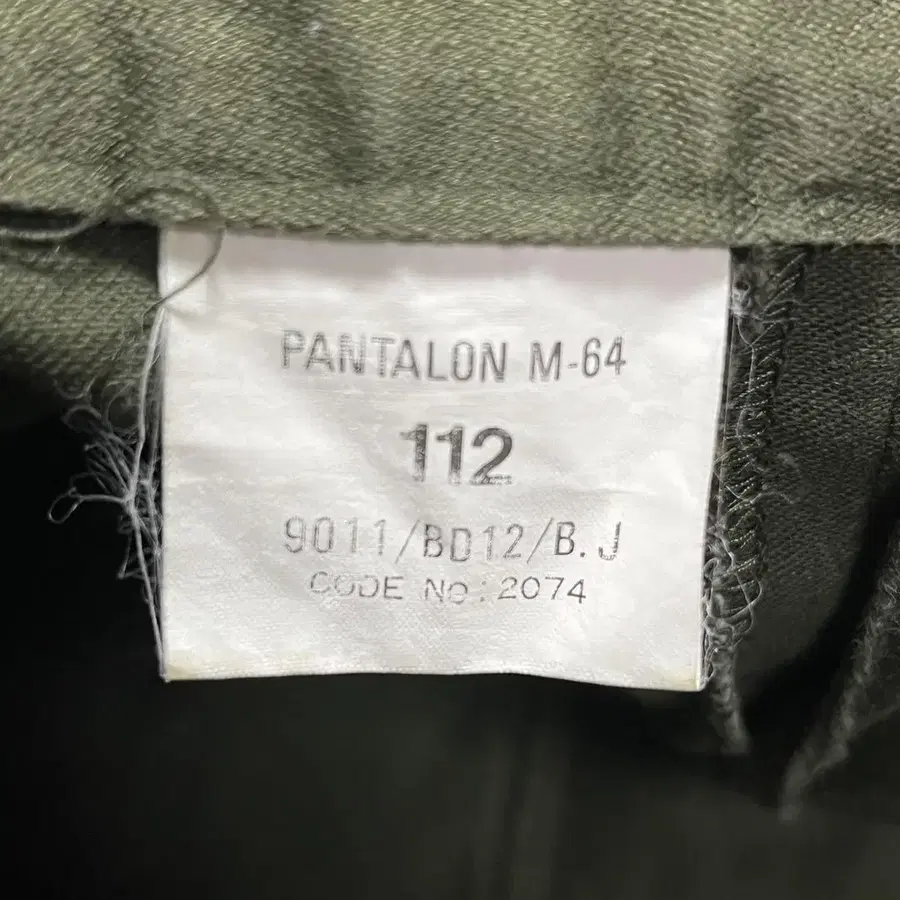 PANTALON M-64
112
9011/BD12/B.J
CODE NO:2074